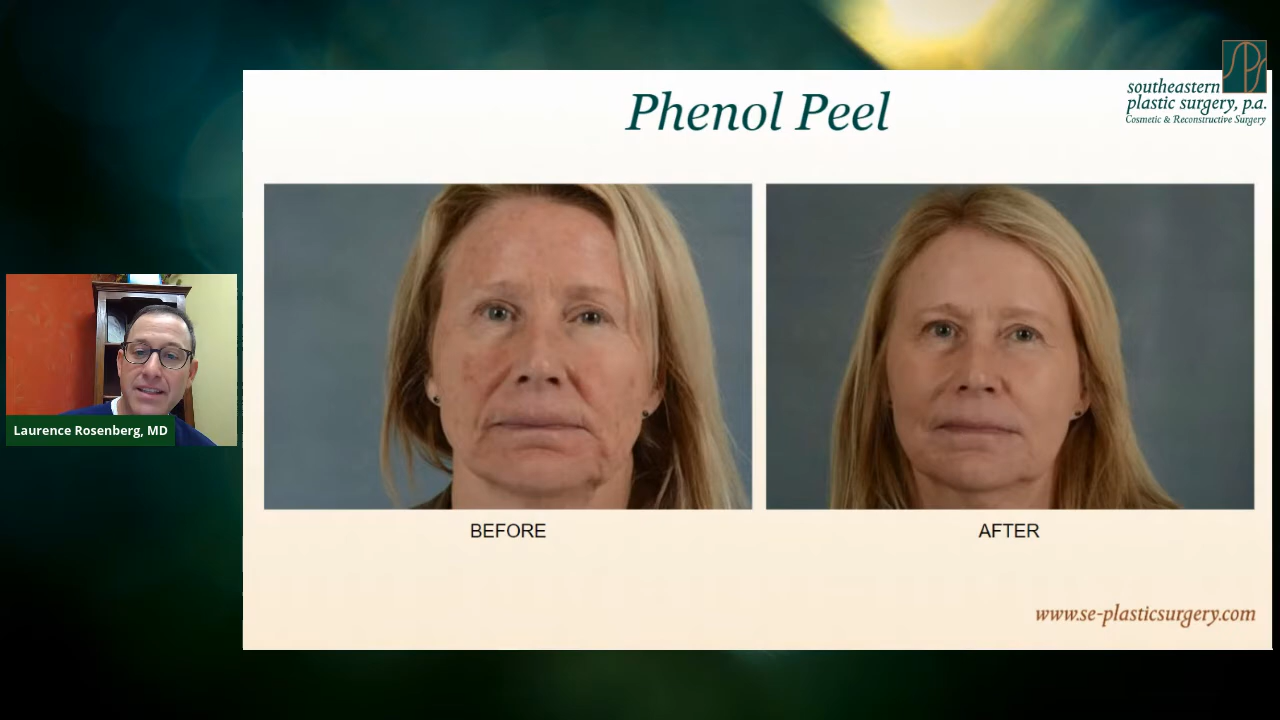 Phenol Peel
southeastern
plastic surgery, p.a.
Cosmetic & Reconstructive Surgery
Laurence Rosenberg, MD
BEFORE
AFTER
www.se-plasticsurgery.com